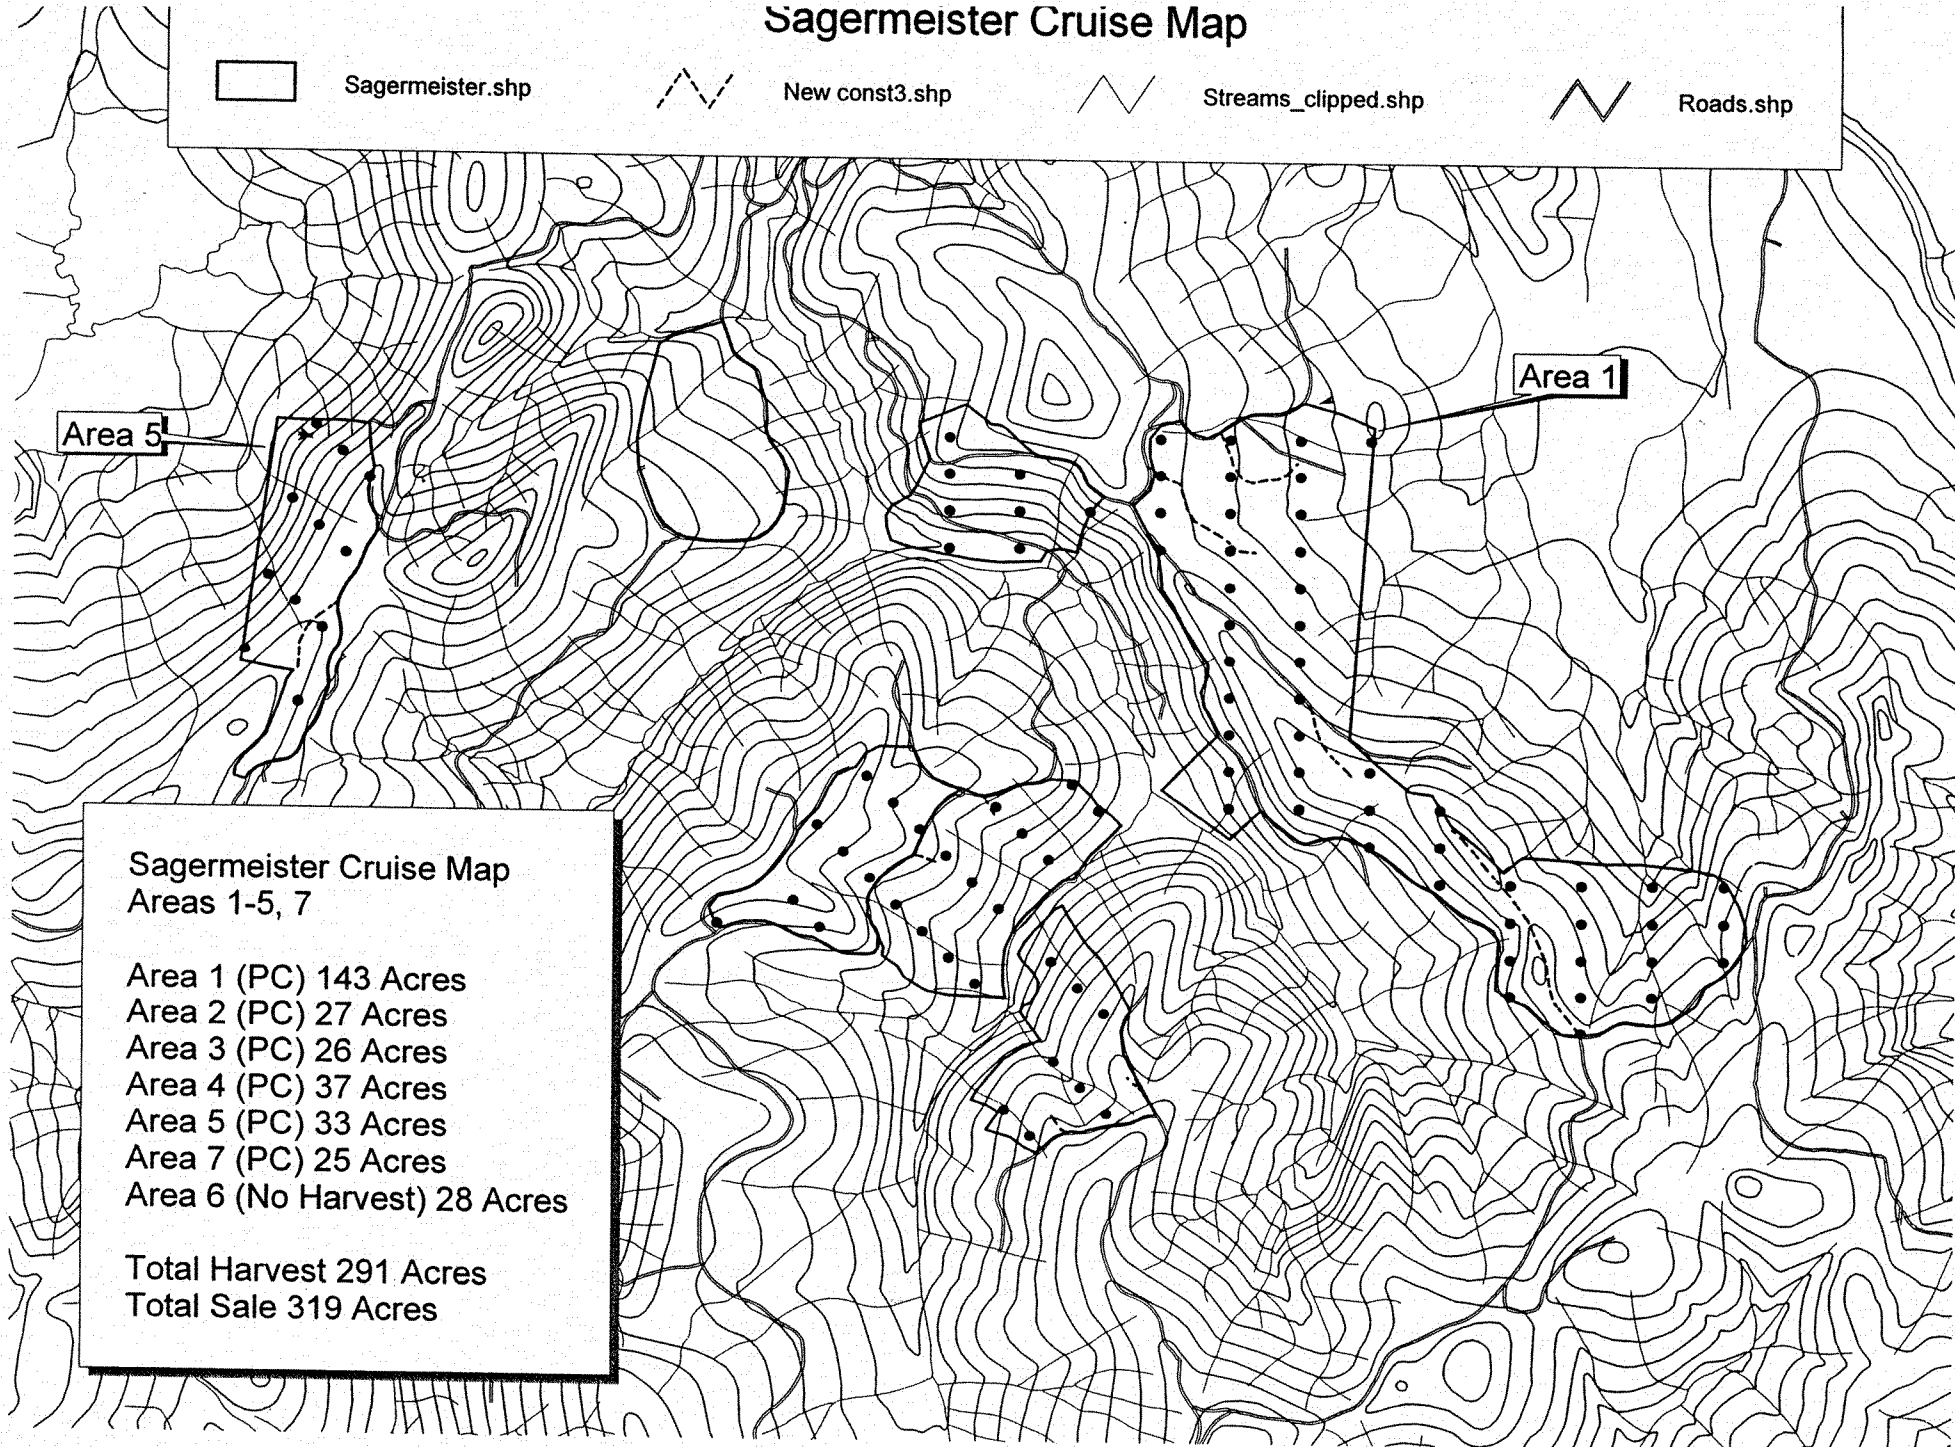 Sagermeister Cruise Map
Sagermeister.shp
New const3.shp
Streams_clipped.shp
Roads.shp
Area 1
Area 5
Sagermeister Cruise Map
Areas 1-5, 7
Area 1 (PC) 143 Acres
Area 2 (PC) 27 Acres
Area 3 (PC) 26 Acres
Area 4 (PC) 37 Acres
Area 5 (PC) 33 Acres
Area 7 (PC) 25 Acres
Area 6 (No Harvest) 28 Acres
Total Harvest 291 Acres
Total Sale 319 Acres